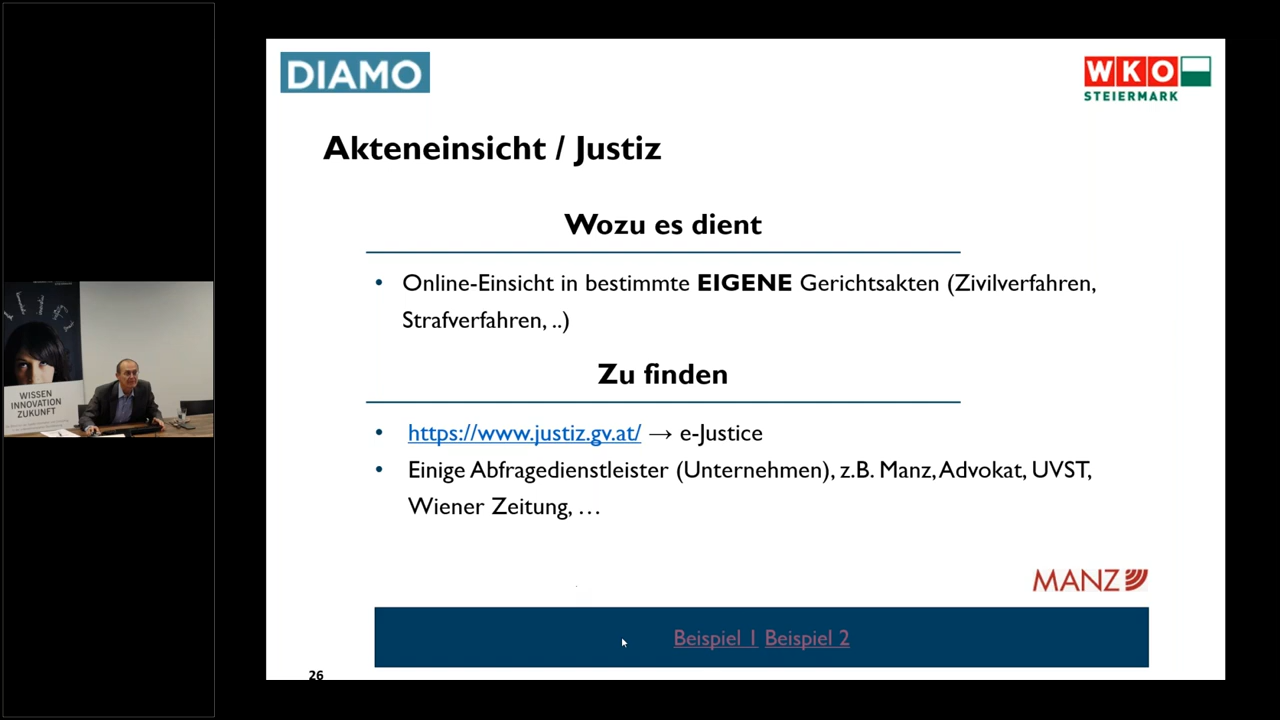 DIAMO
WKO
STEIERMARK
Akteneinsicht / Justiz
Wozu es dient
• Online-Einsicht in bestimmte EIGENE Gerichtsakten (Zivilverfahren,
Strafverfahren, ..)
Zu finden
• https://www.justiz.gv.at/ → e-Justice
• Einige Abfragedienstleister (Unternehmen), z.B. Manz, Advokat, UVST,
Wiener Zeitung, …
MANZ
Beispiel 1 Beispiel 2
26
WISSEN
INNOVATION
ZUKUNFT